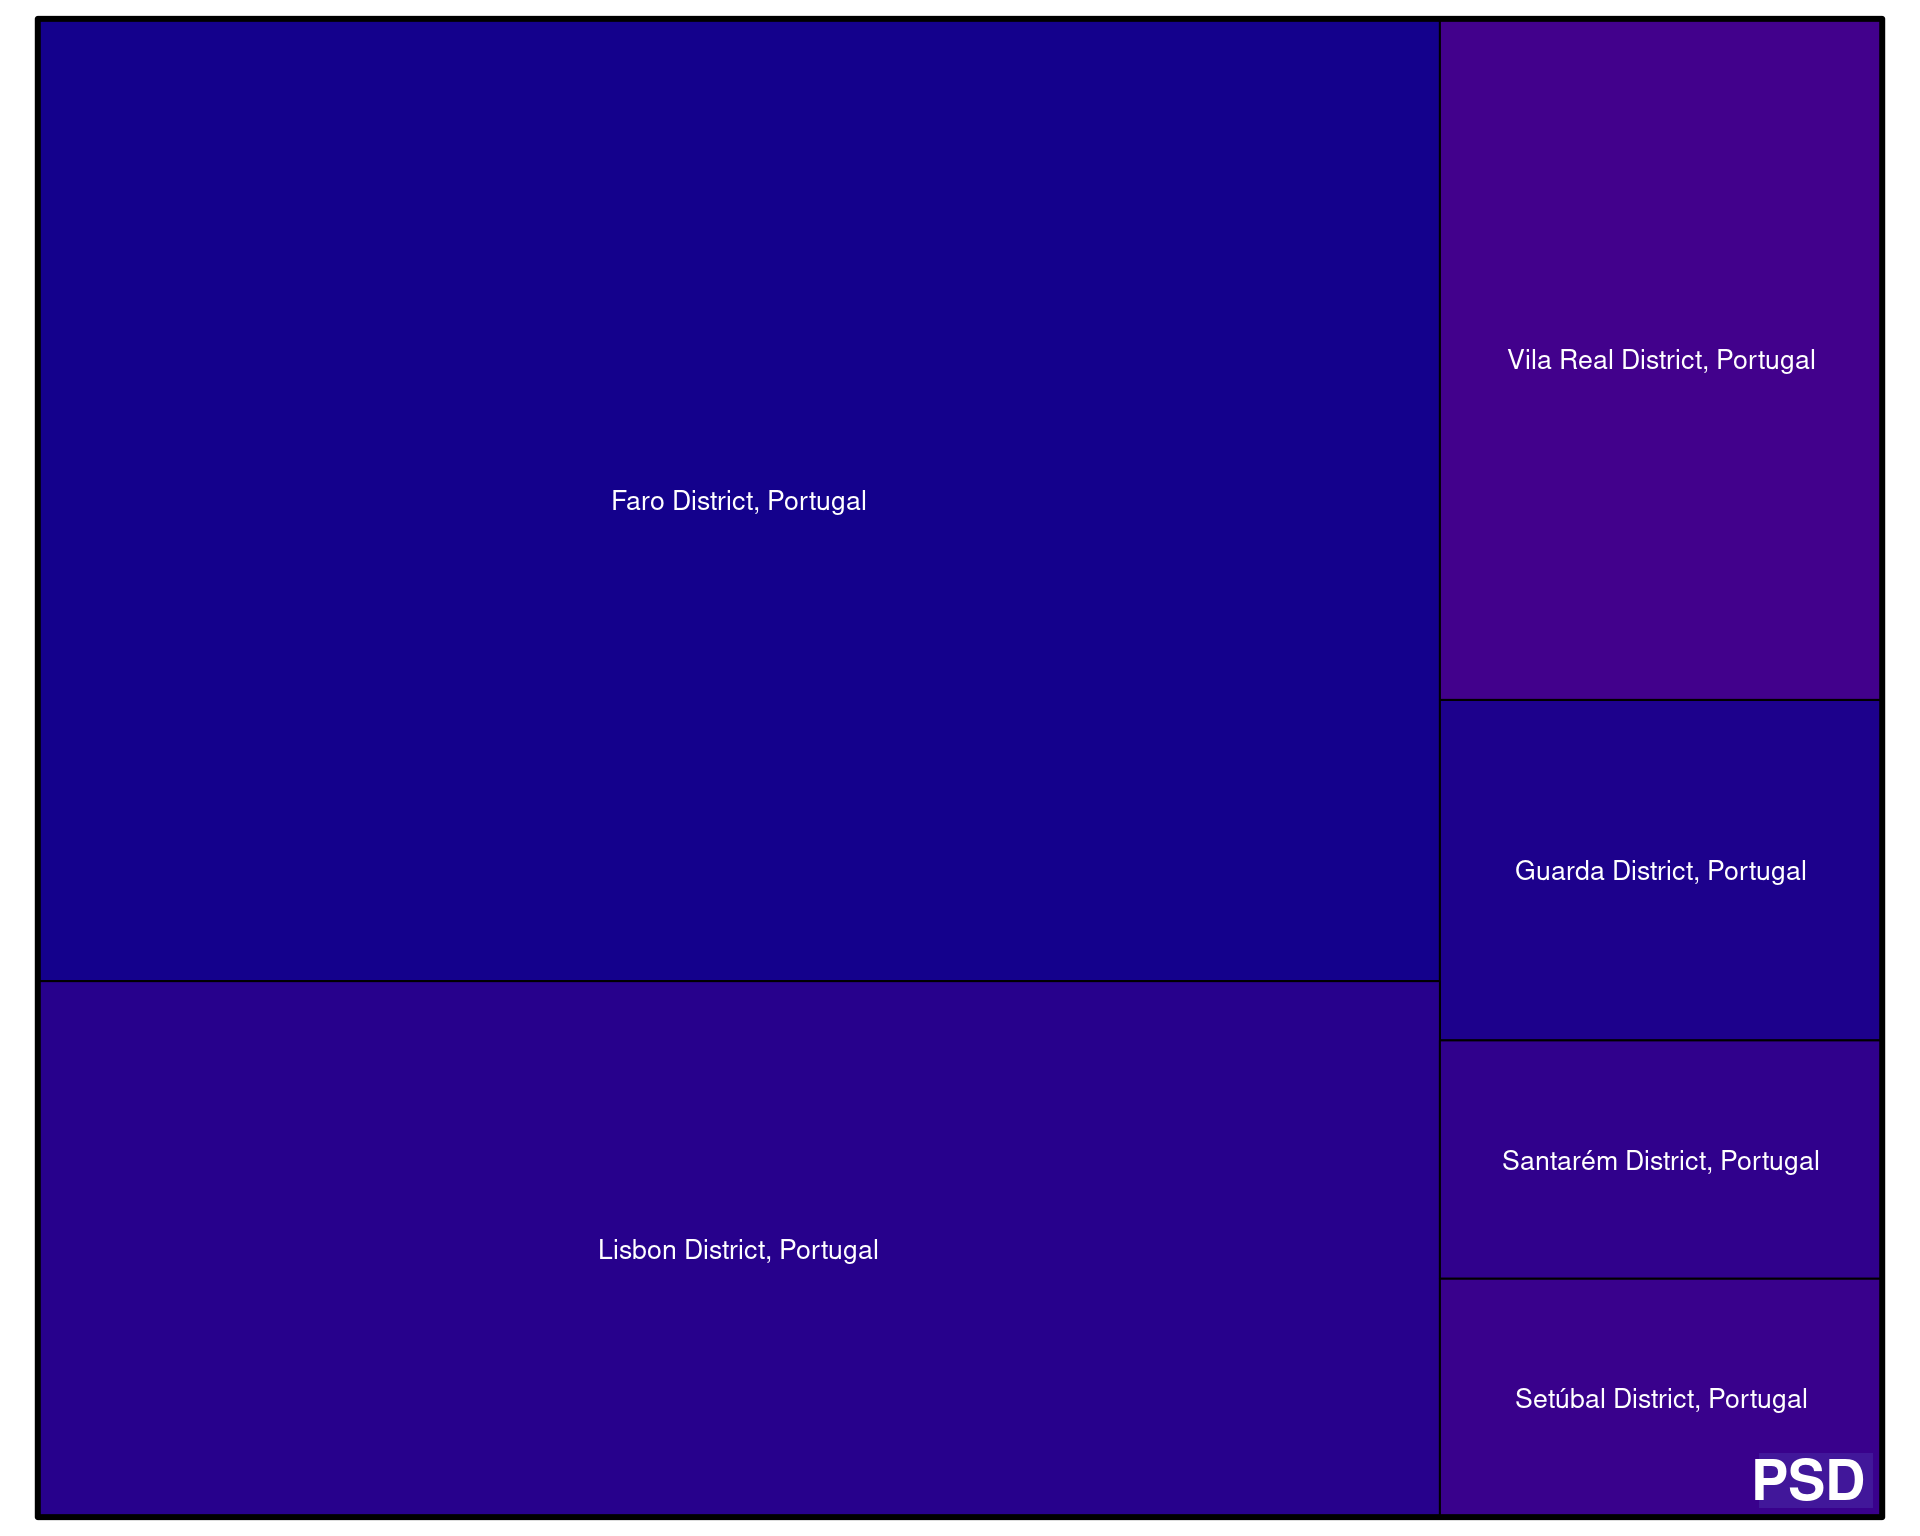 Faro District, Portugal
Lisbon District, Portugal
Vila Real District, Portugal
Guarda District, Portugal
Santarém District, Portugal
Setúbal District, Portugal
PSD